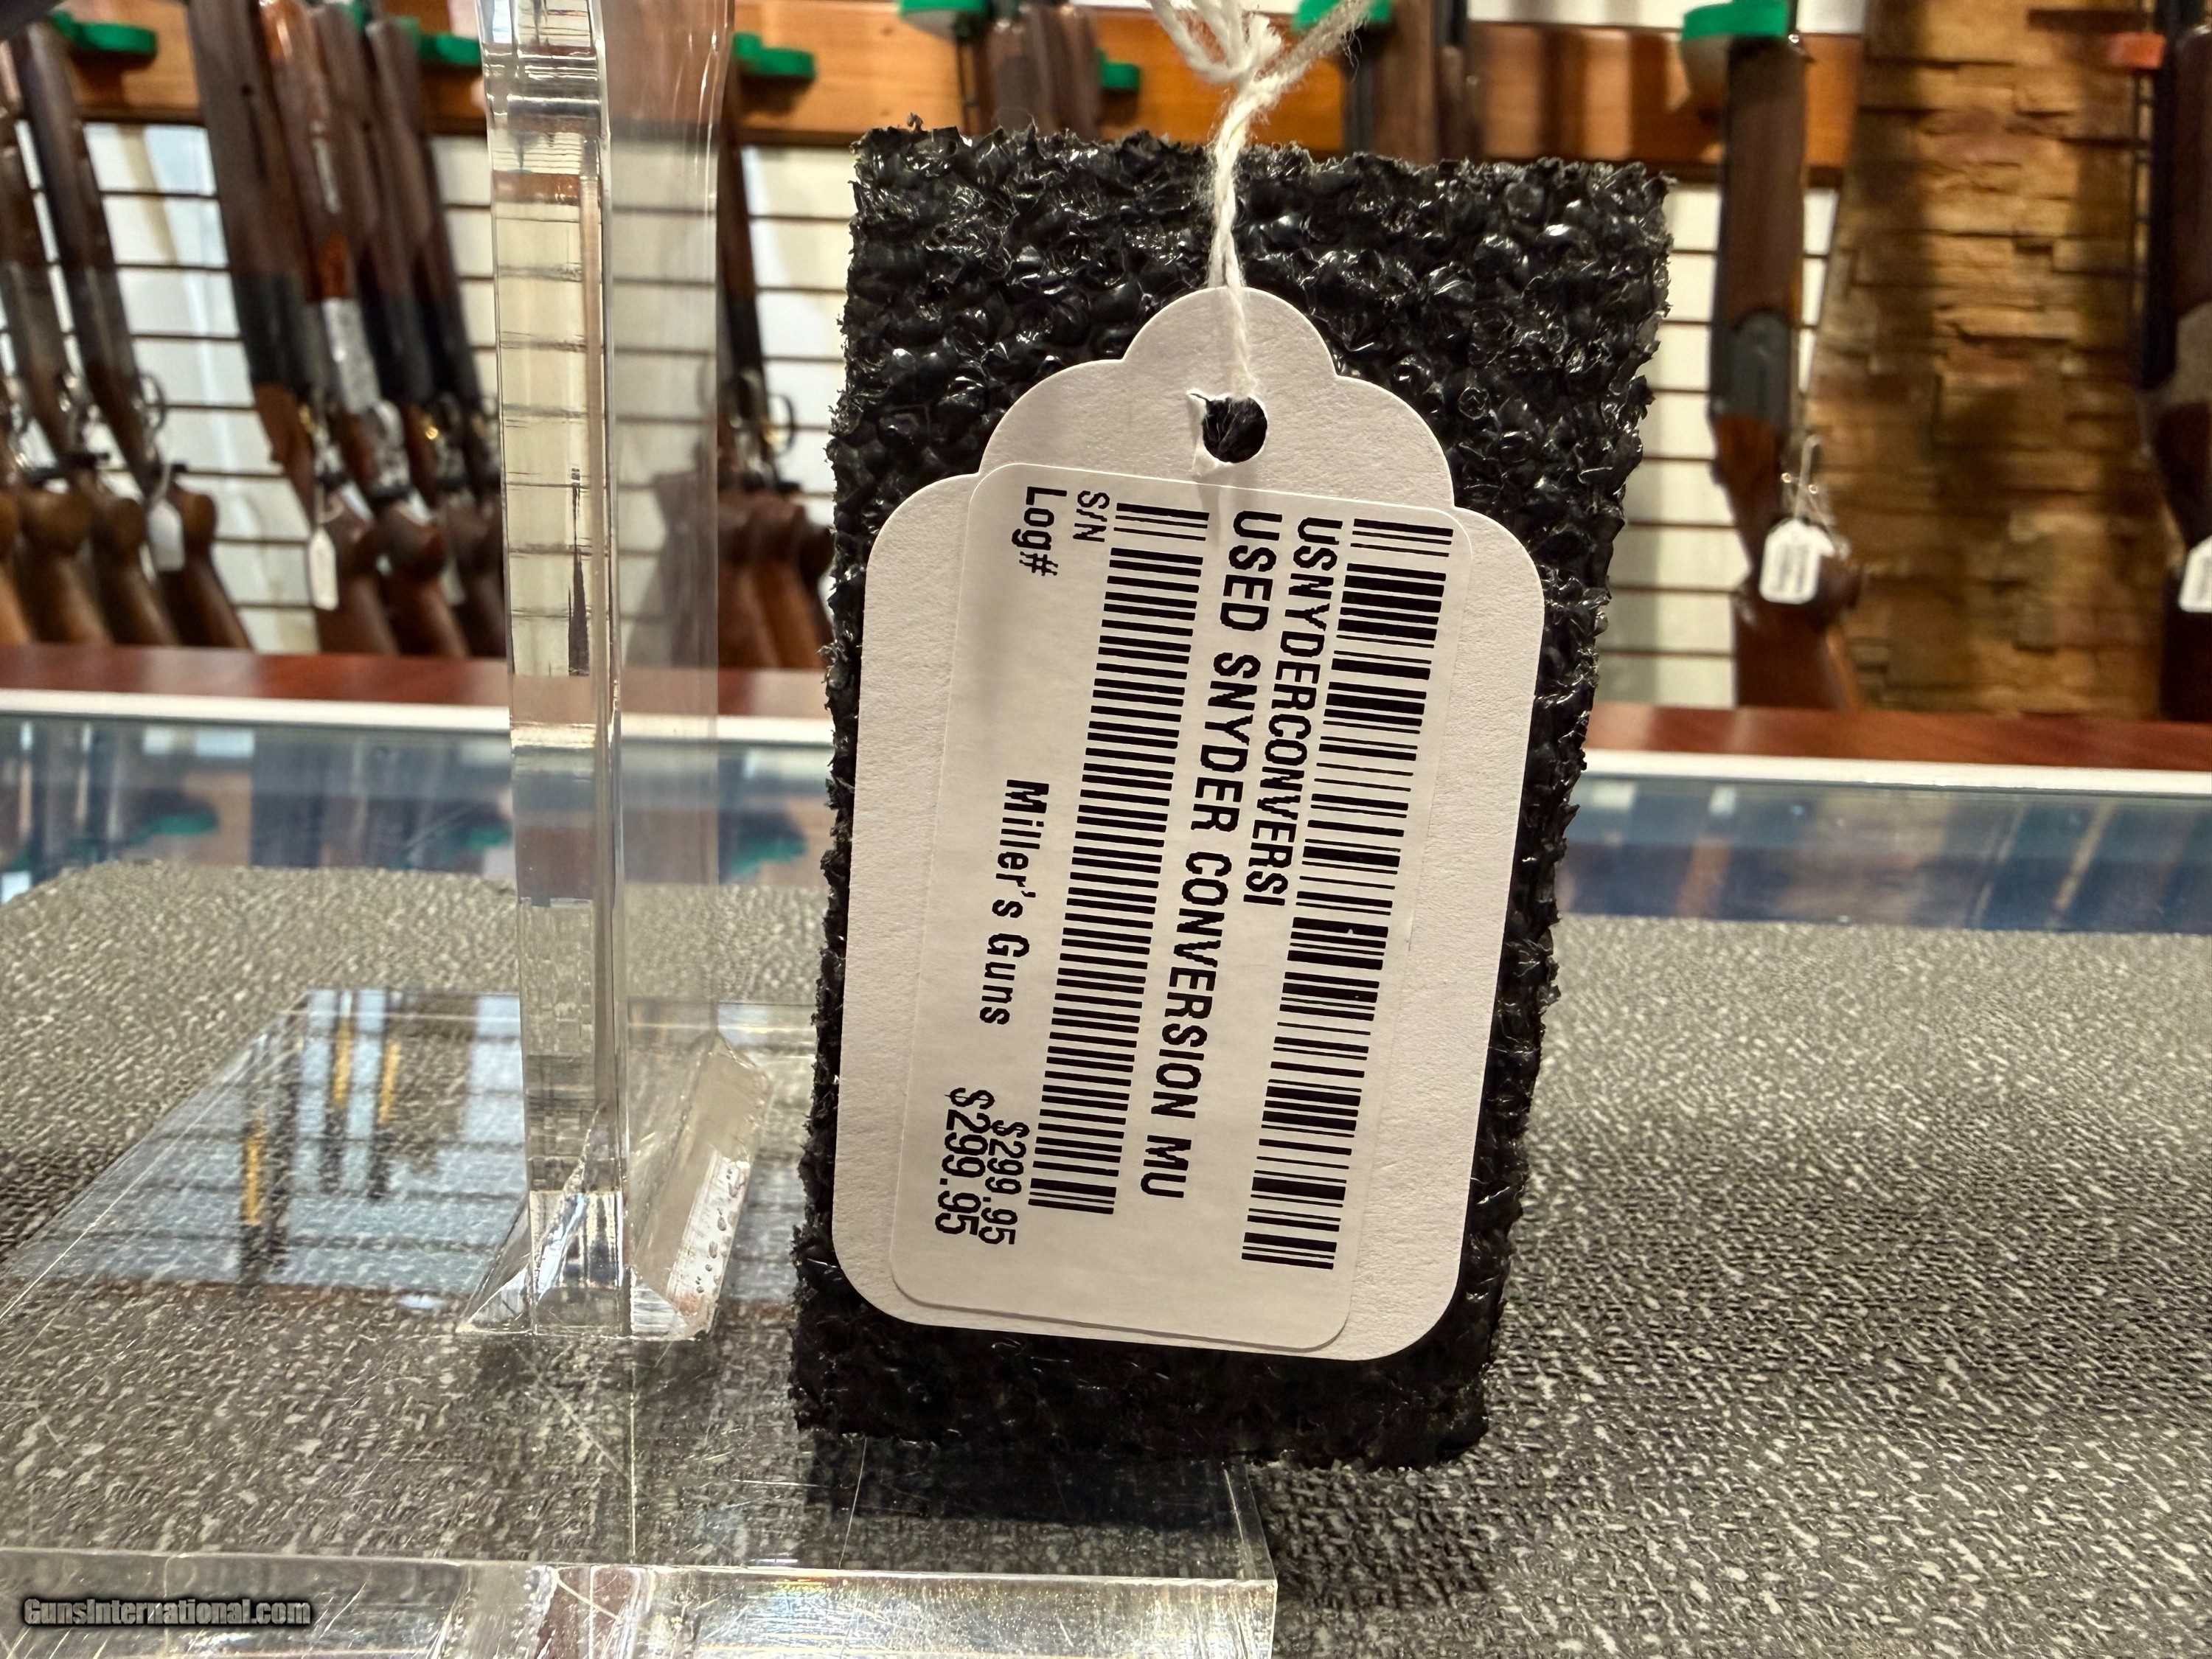 USNYDERCONVERSI
USED SNYDER CONVERSION MU
S/N
Log#
$299.95
Miller's Guns
$299.95
GunsInternational.com